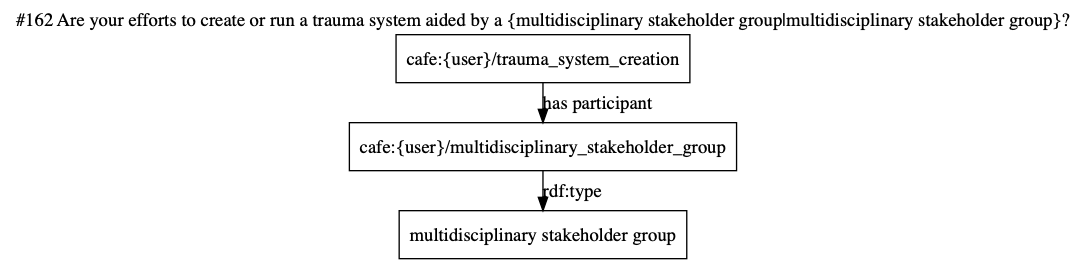 #162 Are your efforts to create or run a trauma system aided by a {multidisciplinary stakeholder group|multidisciplinary stakeholder group}?
cafe:{user}/trauma_system_creation
has participant
cafe:{user}/multidisciplinary_stakeholder_group
rdf:type
multidisciplinary stakeholder group